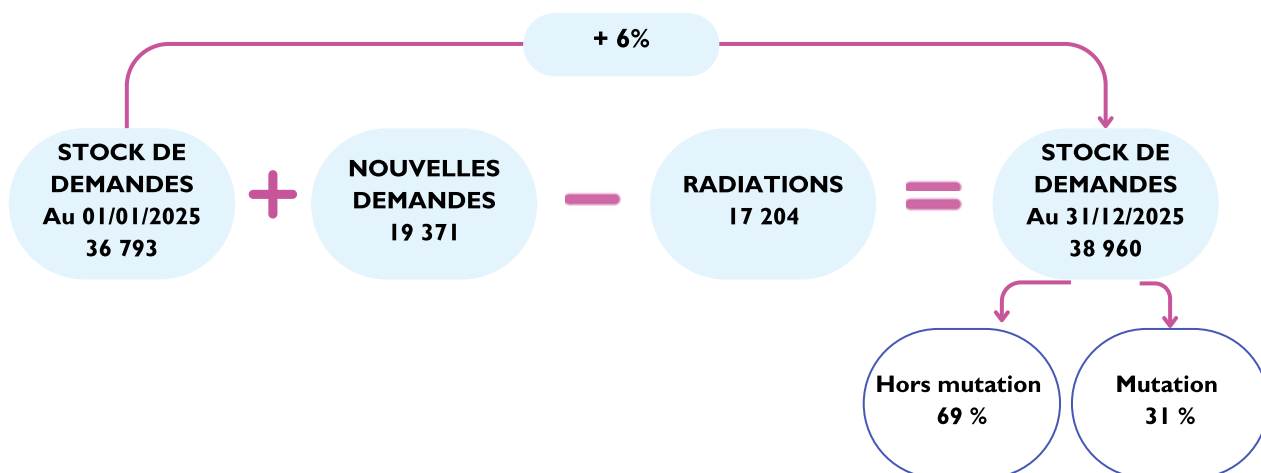 + 6%
STOCK DE
DEMANDES
Au 01/01/2025
36 793
+
NOUVELLES
DEMANDES
19 371
-
RADIATIONS
17 204
=
STOCK DE
DEMANDES
Au 31/12/2025
38 960
Hors mutation
69 %
Mutation
31 %